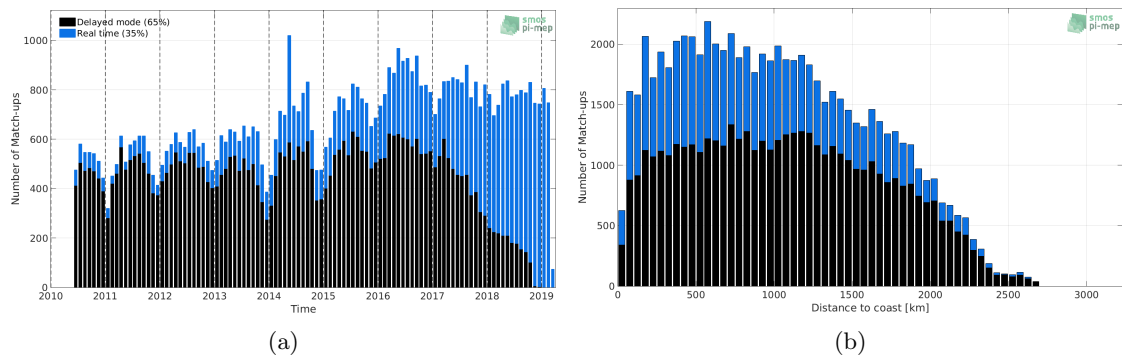 Delayed mode (65%)
Real time (35%)
smos
pi-mep
Number of Match-ups
1000
800
600
400
200
0
2010 2011 2012 2013 2014 2015 2016 2017 2018 2019
Time
(a)
smos
pi-mep
Number of Match-ups
2000
1500
1000
500
0
0 500 1000 1500 2000 2500 3000
Distance to coast [km]
(b)